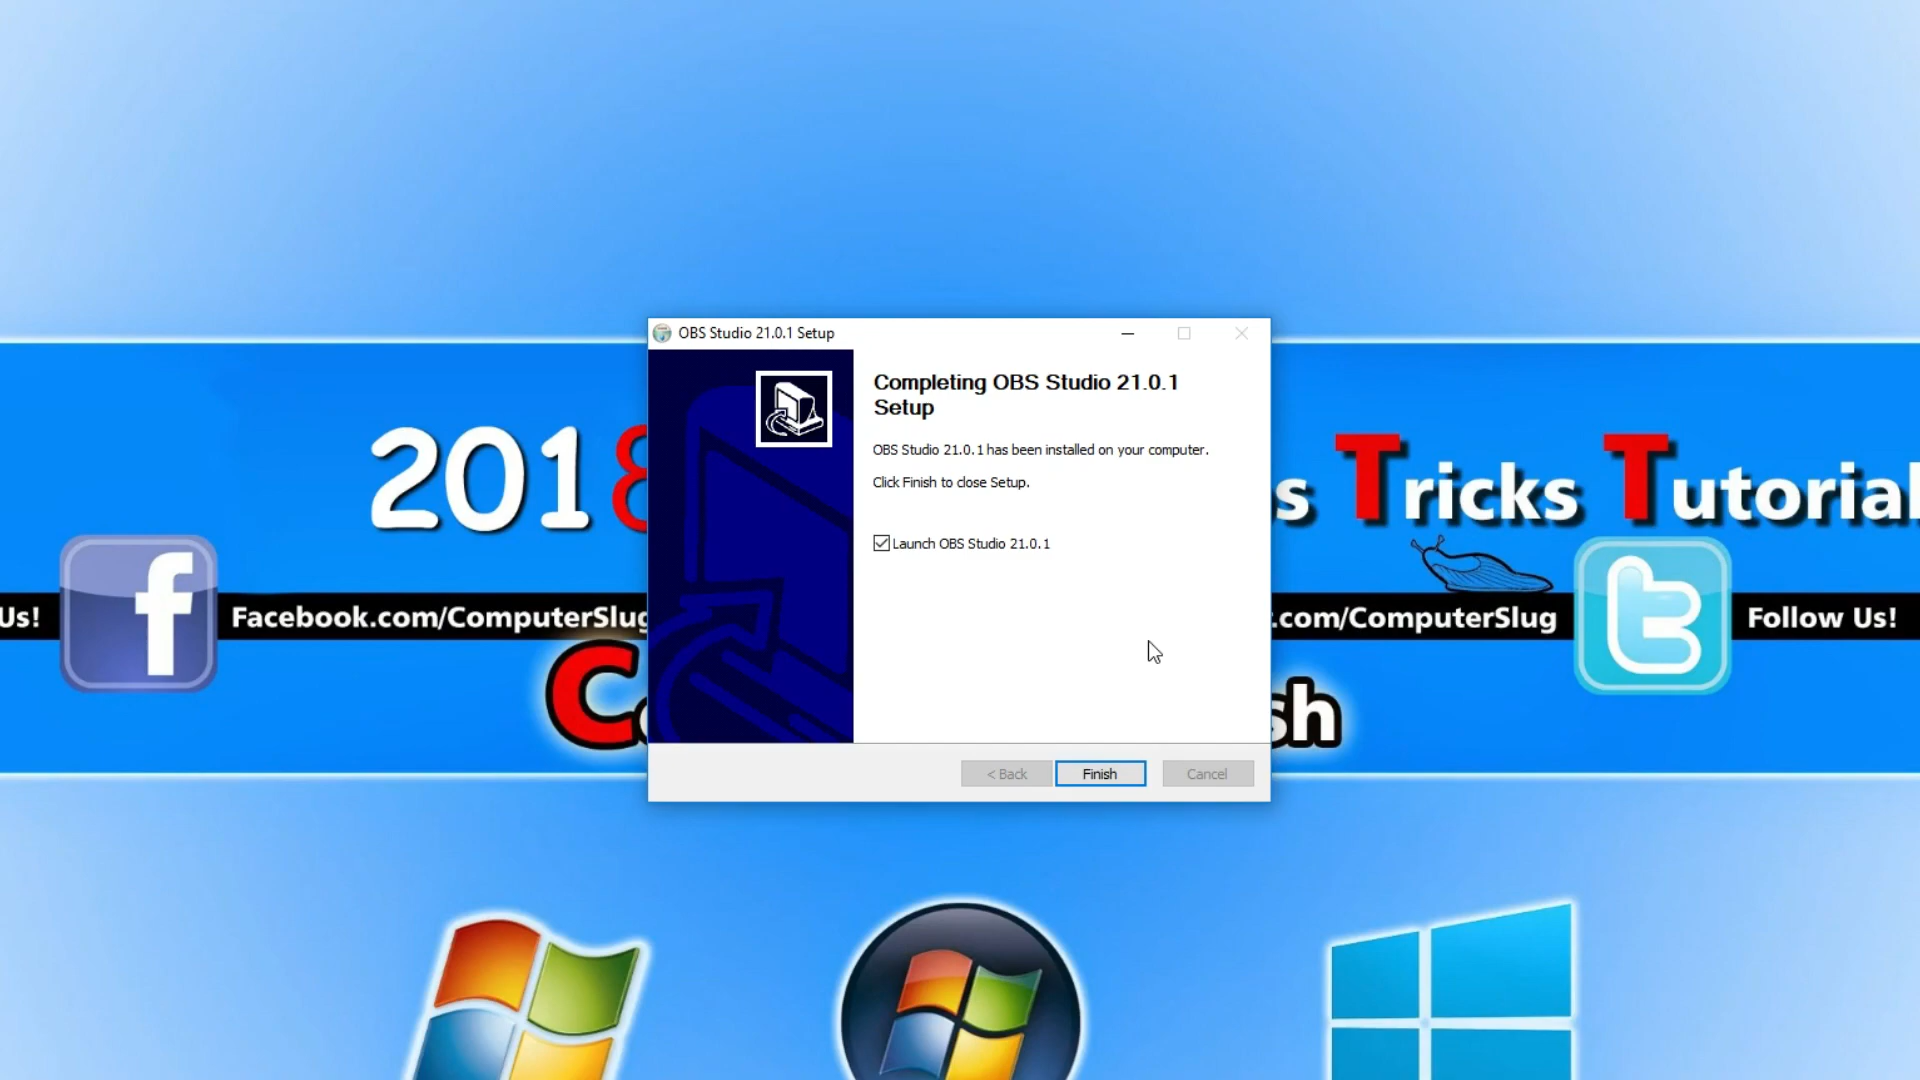 OBS Studio 21.0.1 Setup
Completing OBS Studio 21.0.1
Setup
OBS Studio 21.0.1 has been installed on your computer.
Click Finish to close Setup.
Launch OBS Studio 21.0.1
< Back
Finish
Cancel
2018
s Tricks Tutorial
Us!
Facebook.com/ComputerSlug
.com/ComputerSlug
Follow Us!